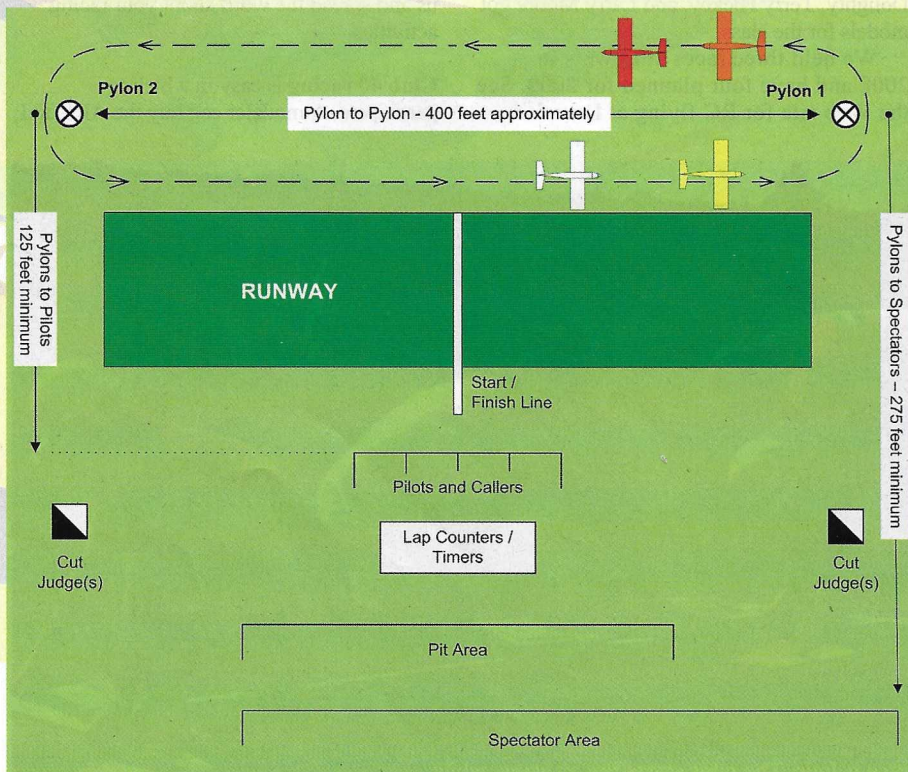 Pylon 2
Pylon 1
Pylon to Pylon - 400 feet approximately
Pylons to Pilots
125 feet minimum
RUNWAY
Pylons to Spectators – 275 feet minimum
Start /
Finish Line
Pilots and Callers
Lap Counters /
Timers
Cut
Judge(s)
Cut
Judge(s)
Pit Area
Spectator Area